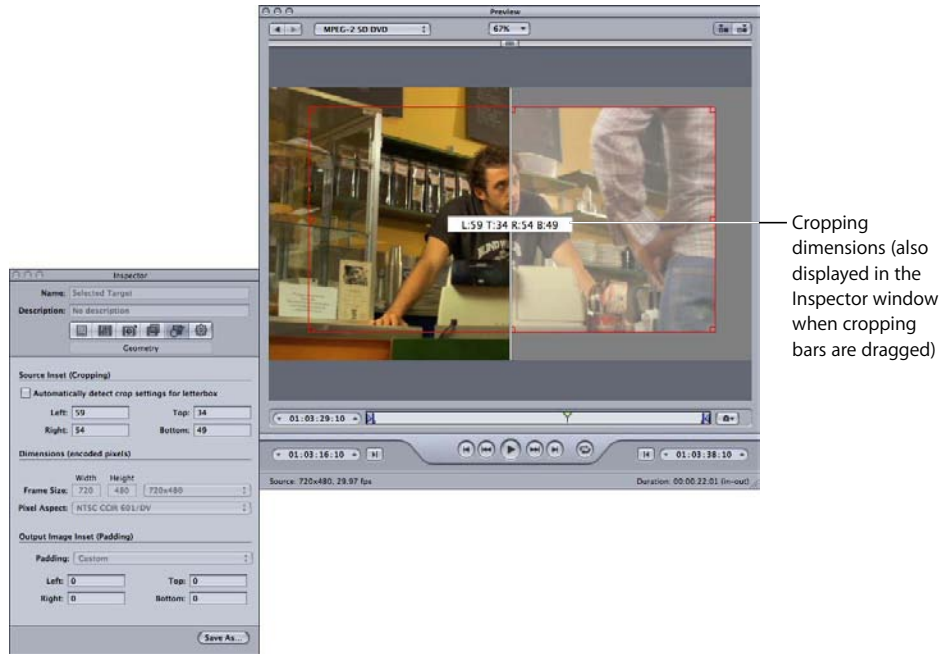 Preview
MPEG-2 SD DVD
67%
L:59 T:34 R:54 B:49
01:03:29:10
01:03:16:10
01:03:38:10
Source: 720x480, 29.97 fps
Duration: 00:00:22:01 (in-out)
Cropping
dimensions (also
displayed in the
Inspector window
when cropping
bars are dragged)
Inspector
Name: Selected Target
Description: No description
Geometry
Source Inset (Cropping)
Automatically detect crop settings for letterbox
Left: 59 Top: 34
Right: 54 Bottom: 49
Dimensions (encoded pixels)
Width Height
Frame Size: 720 480 720x480
Pixel Aspect: NTSC CCIR 601/DV
Output Image Inset (Padding)
Padding: Custom
Left: 0 Top: 0
Right: 0 Bottom: 0
Save As...